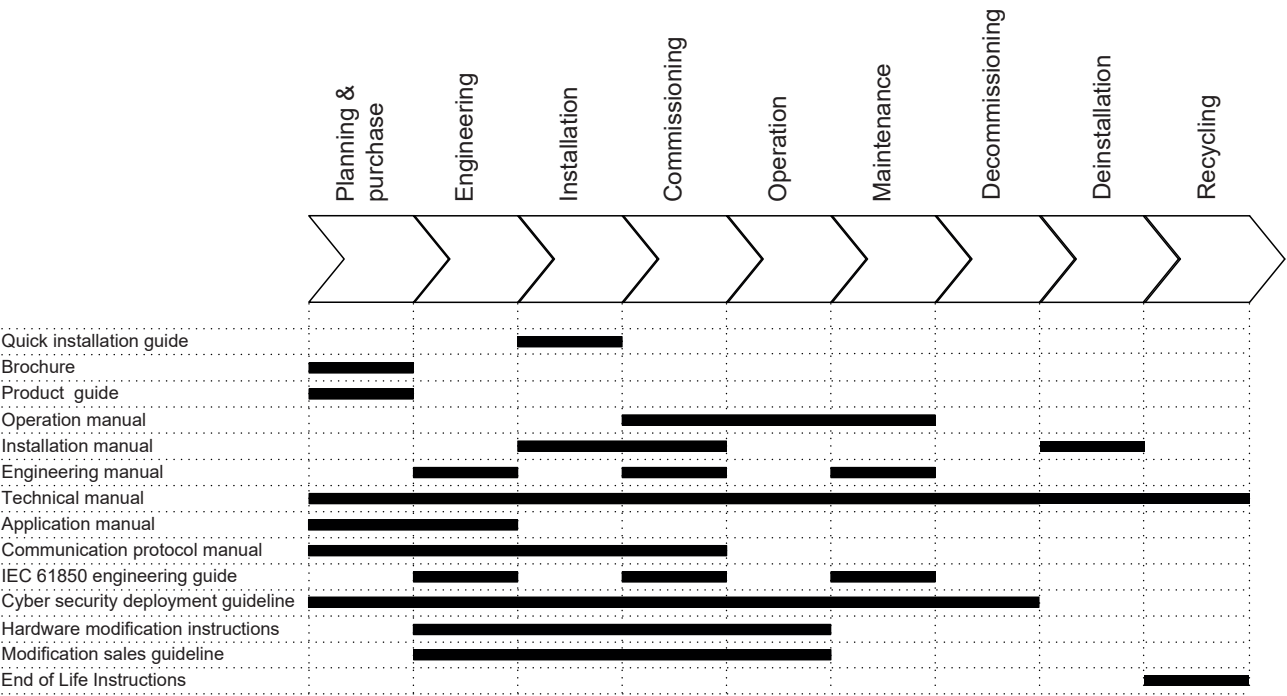 Planning &
purchase
Engineering
Installation
Commissioning
Operation
Maintenance
Decommissioning
Deinstallation
Recycling
Quick installation guide
Brochure
Product guide
Operation manual
Installation manual
Engineering manual
Technical manual
Application manual
Communication protocol manual
IEC 61850 engineering guide
Cyber security deployment guideline
Hardware modification instructions
Modification sales guideline
End of Life Instructions